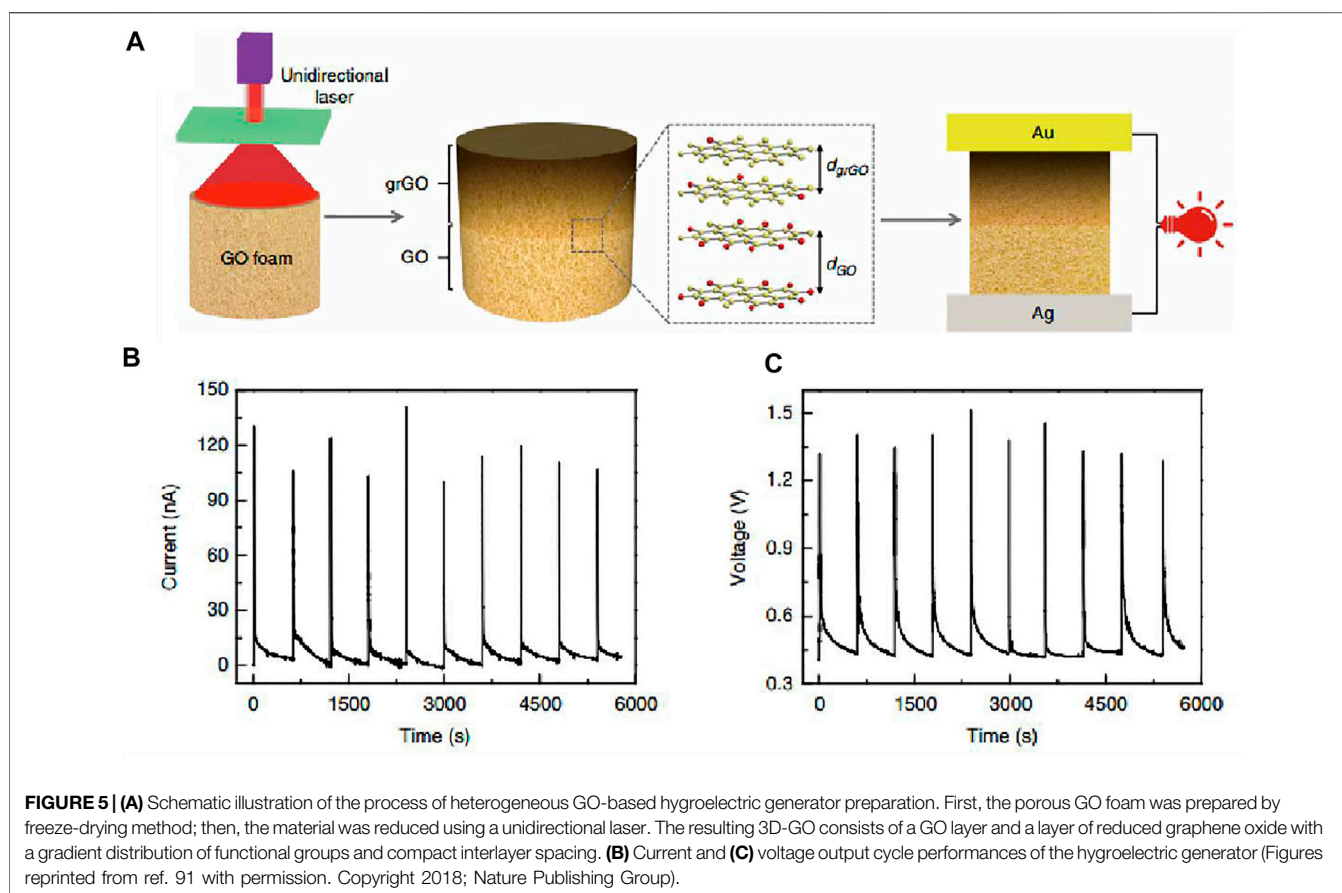 A
Unidirectional
laser
grGO
GO
GO foam
dgrGO
dGO
Au
Ag
B
150
120
90
60
30
0
Current (nA)
0
1500
3000
4500
6000
Time (s)
C
1.5
1.2
0.9
0.6
0.3
Voltage (V)
0
1500
3000
4500
6000
Time (s)
FIGURE 5 | (A) Schematic illustration of the process of heterogeneous GO-based hygroelectric generator preparation. First, the porous GO foam was prepared by
freeze-drying method; then, the material was reduced using a unidirectional laser. The resulting 3D-GO consists of a GO layer and a layer of reduced graphene oxide with
a gradient distribution of functional groups and compact interlayer spacing. (B) Current and (C) voltage output cycle performances of the hygroelectric generator (Figures
reprinted from ref. 91 with permission. Copyright 2018; Nature Publishing Group).